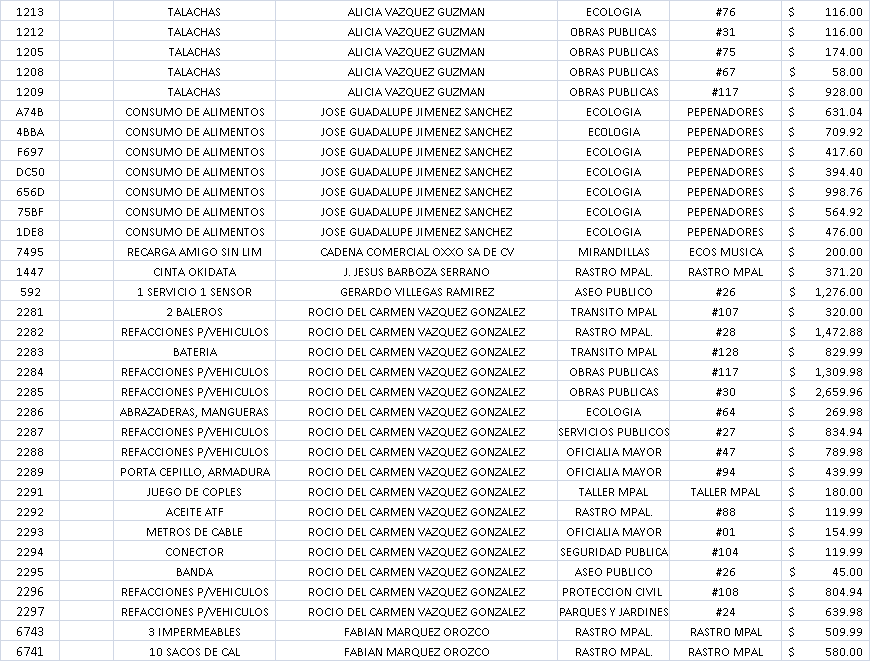 1213 TALACHAS ALICIA VAZQUEZ GUZMAN ECOLOGIA #76 $ 116.00
1212 TALACHAS ALICIA VAZQUEZ GUZMAN OBRAS PUBLICAS #31 $ 116.00
1205 TALACHAS ALICIA VAZQUEZ GUZMAN OBRAS PUBLICAS #75 $ 174.00
1208 TALACHAS ALICIA VAZQUEZ GUZMAN OBRAS PUBLICAS #67 $ 58.00
1209 TALACHAS ALICIA VAZQUEZ GUZMAN OBRAS PUBLICAS #117 $ 928.00
A74B CONSUMO DE ALIMENTOS JOSE GUADALUPE JIMENEZ SANCHEZ ECOLOGIA PEPENADORES $ 631.04
4BBA CONSUMO DE ALIMENTOS JOSE GUADALUPE JIMENEZ SANCHEZ ECOLOGIA PEPENADORES $ 709.92
F697 CONSUMO DE ALIMENTOS JOSE GUADALUPE JIMENEZ SANCHEZ ECOLOGIA PEPENADORES $ 417.60
DC50 CONSUMO DE ALIMENTOS JOSE GUADALUPE JIMENEZ SANCHEZ ECOLOGIA PEPENADORES $ 394.40
656D CONSUMO DE ALIMENTOS JOSE GUADALUPE JIMENEZ SANCHEZ ECOLOGIA PEPENADORES $ 998.76
75BF CONSUMO DE ALIMENTOS JOSE GUADALUPE JIMENEZ SANCHEZ ECOLOGIA PEPENADORES $ 564.92
1DE8 CONSUMO DE ALIMENTOS JOSE GUADALUPE JIMENEZ SANCHEZ ECOLOGIA PEPENADORES $ 476.00
7495 RECARGA AMIGO SIN LIM CADENA COMERCIAL OXXO SA DE CV MIRANDILLAS ECOS MUSICA $ 200.00
1447 CINTA OKIDATA J. JESUS BARBOZA SERRANO RASTRO MPAL. RASTRO MPAL $ 371.20
592 1 SERVICIO 1 SENSOR GERARDO VILLEGAS RAMIREZ ASEO PUBLICO #26 $ 1,276.00
2281 2 BALEROS ROCIO DEL CARMEN VAZQUEZ GONZALEZ TRANSITO MPAL #107 $ 320.00
2282 REFACCIONES P/VEHICULOS ROCIO DEL CARMEN VAZQUEZ GONZALEZ RASTRO MPAL. #28 $ 1,472.88
2283 BATERIA ROCIO DEL CARMEN VAZQUEZ GONZALEZ TRANSITO MPAL #128 $ 829.99
2284 REFACCIONES P/VEHICULOS ROCIO DEL CARMEN VAZQUEZ GONZALEZ OBRAS PUBLICAS #117 $ 1,309.98
2285 REFACCIONES P/VEHICULOS ROCIO DEL CARMEN VAZQUEZ GONZALEZ OBRAS PUBLICAS #30 $ 2,659.96
2286 ABRAZADERAS, MANGUERAS ROCIO DEL CARMEN VAZQUEZ GONZALEZ ECOLOGIA #64 $ 269.98
2287 REFACCIONES P/VEHICULOS ROCIO DEL CARMEN VAZQUEZ GONZALEZ SERVICIOS PUBLICOS #27 $ 834.94
2288 REFACCIONES P/VEHICULOS ROCIO DEL CARMEN VAZQUEZ GONZALEZ OFICIALIA MAYOR #47 $ 789.98
2289 PORTA CEPILLO, ARMADURA ROCIO DEL CARMEN VAZQUEZ GONZALEZ OFICIALIA MAYOR #94 $ 439.99
2291 JUEGO DE COPLES ROCIO DEL CARMEN VAZQUEZ GONZALEZ TALLER MPAL TALLER MPAL $ 180.00
2292 ACEITE ATF ROCIO DEL CARMEN VAZQUEZ GONZALEZ RASTRO MPAL. #88 $ 119.99
2293 METROS DE CABLE ROCIO DEL CARMEN VAZQUEZ GONZALEZ OFICIALIA MAYOR #01 $ 154.99
2294 CONECTOR ROCIO DEL CARMEN VAZQUEZ GONZALEZ SEGURIDAD PUBLICA #104 $ 119.99
2295 BANDA ROCIO DEL CARMEN VAZQUEZ GONZALEZ ASEO PUBLICO #26 $ 45.00
2296 REFACCIONES P/VEHICULOS ROCIO DEL CARMEN VAZQUEZ GONZALEZ PROTECCION CIVIL #108 $ 804.94
2297 REFACCIONES P/VEHICULOS ROCIO DEL CARMEN VAZQUEZ GONZALEZ PARQUES Y JARDINES #24 $ 639.98
6743 3 IMPERMEABLES FABIAN MARQUEZ OROZCO RASTRO MPAL. RASTRO MPAL $ 509.99
6741 10 SACOS DE CAL FABIAN MARQUEZ OROZCO RASTRO MPAL. RASTRO MPAL $ 580.00